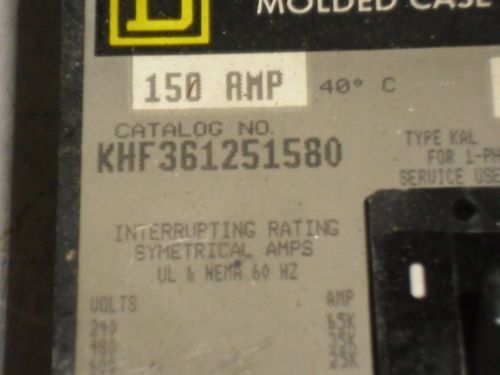 D
MOLDED CASE
150 AMP 40° C
CATALOG NO.
KHF361251580
TYPE KAL
FOR 1-PH
SERVICE USE
INTERRUPTING RATING
SYMETRICAL AMPS
UL & NEMA 60 HZ
VOLTS AMP
240 65K
480 35K
600 25K